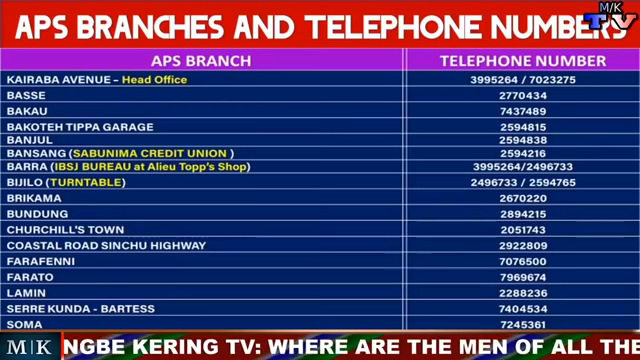 APS BRANCHES AND TELEPHONE NUMBERS
M/K
TV
APS BRANCH TELEPHONE NUMBER
KAIRABA AVENUE – Head Office 3995264 / 7023275
BASSE 2770434
BAKAU 7437489
BAKOTEH TIPPA GARAGE 2594815
BANJUL 2594838
BANSANG (SABUNIMA CREDIT UNION ) 2594216
BARRA (IBSJ BUREAU at Alieu Topp's Shop) 3995264/2496733
BIJILO (TURNTABLE) 2496733 / 2594765
BRIKAMA 2670220
BUNDUNG 2894215
CHURCHILL'S TOWN 2051743
COASTAL ROAD SINCHU HIGHWAY 2922809
FARAFENNI 7076500
FARATO 7969674
LAMIN 2288236
SERRE KUNDA - BARTESS 7404534
SOMA 7245361
M|K NGBE KERING TV: WHERE ARE THE MEN OF ALL THE